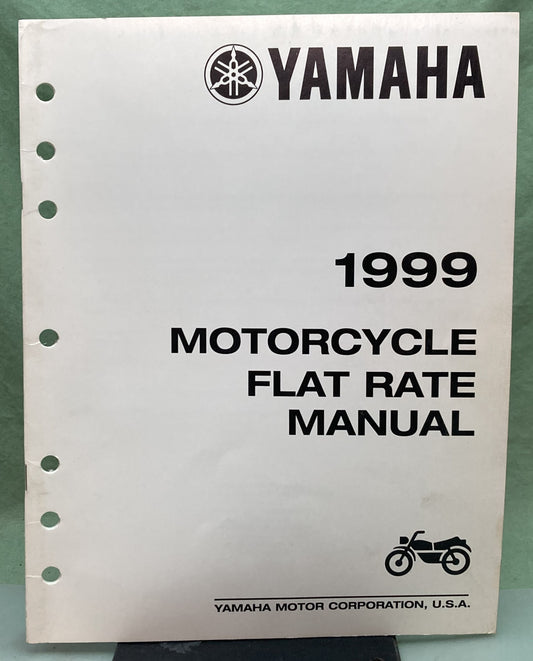 YAMAHA
1999
MOTORCYCLE
FLAT RATE
MANUAL
YAMAHA MOTOR CORPORATION, U.S.A.